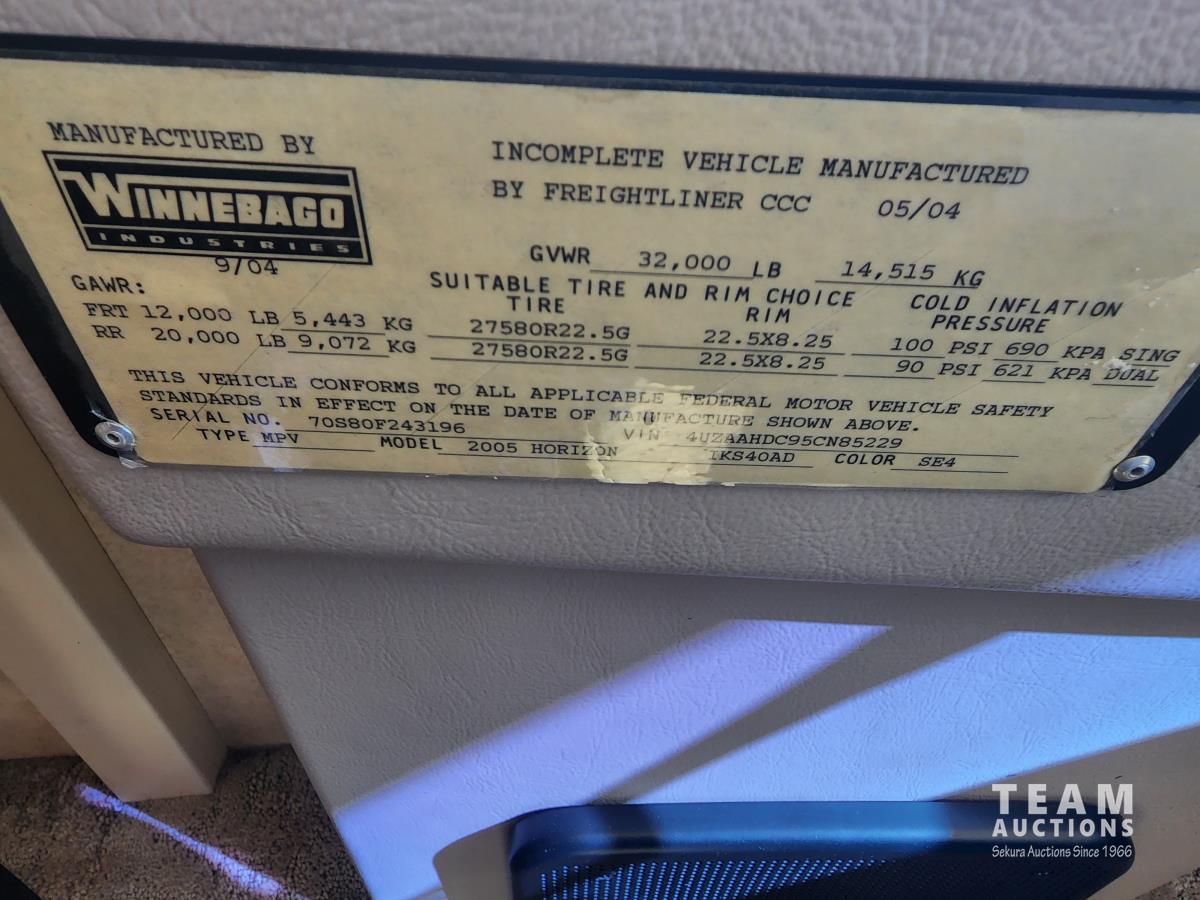 MANUFACTURED BY
WINNEBAGO
INDUSTRIES
9/04
INCOMPLETE VEHICLE MANUFACTURED
BY FREIGHTLINER CCC 05/04
GVWR 32,000 LB 14,515 KG
GAWR:
SUITABLE TIRE AND RIM CHOICE
TIRE RIM
COLD INFLATION
PRESSURE
FRT 12,000 LB 5,443 KG 27580R22.5G 22.5X8.25 100 PSI 690 KPA SING
RR 20,000 LB 9,072 KG 27580R22.5G 22.5X8.25 90 PSI 621 KPA DUAL
THIS VEHICLE CONFORMS TO ALL APPLICABLE FEDERAL MOTOR VEHICLE SAFETY
STANDARDS IN EFFECT ON THE DATE OF MANUFACTURE SHOWN ABOVE.
SERIAL NO. 70S80F243196 VIN 4UZAAHDC95CN85229
TYPE MPV MODEL 2005 HORIZON IKS40AD COLOR SE4
TEAM
AUCTIONS
Sekura Auctions Since 1966